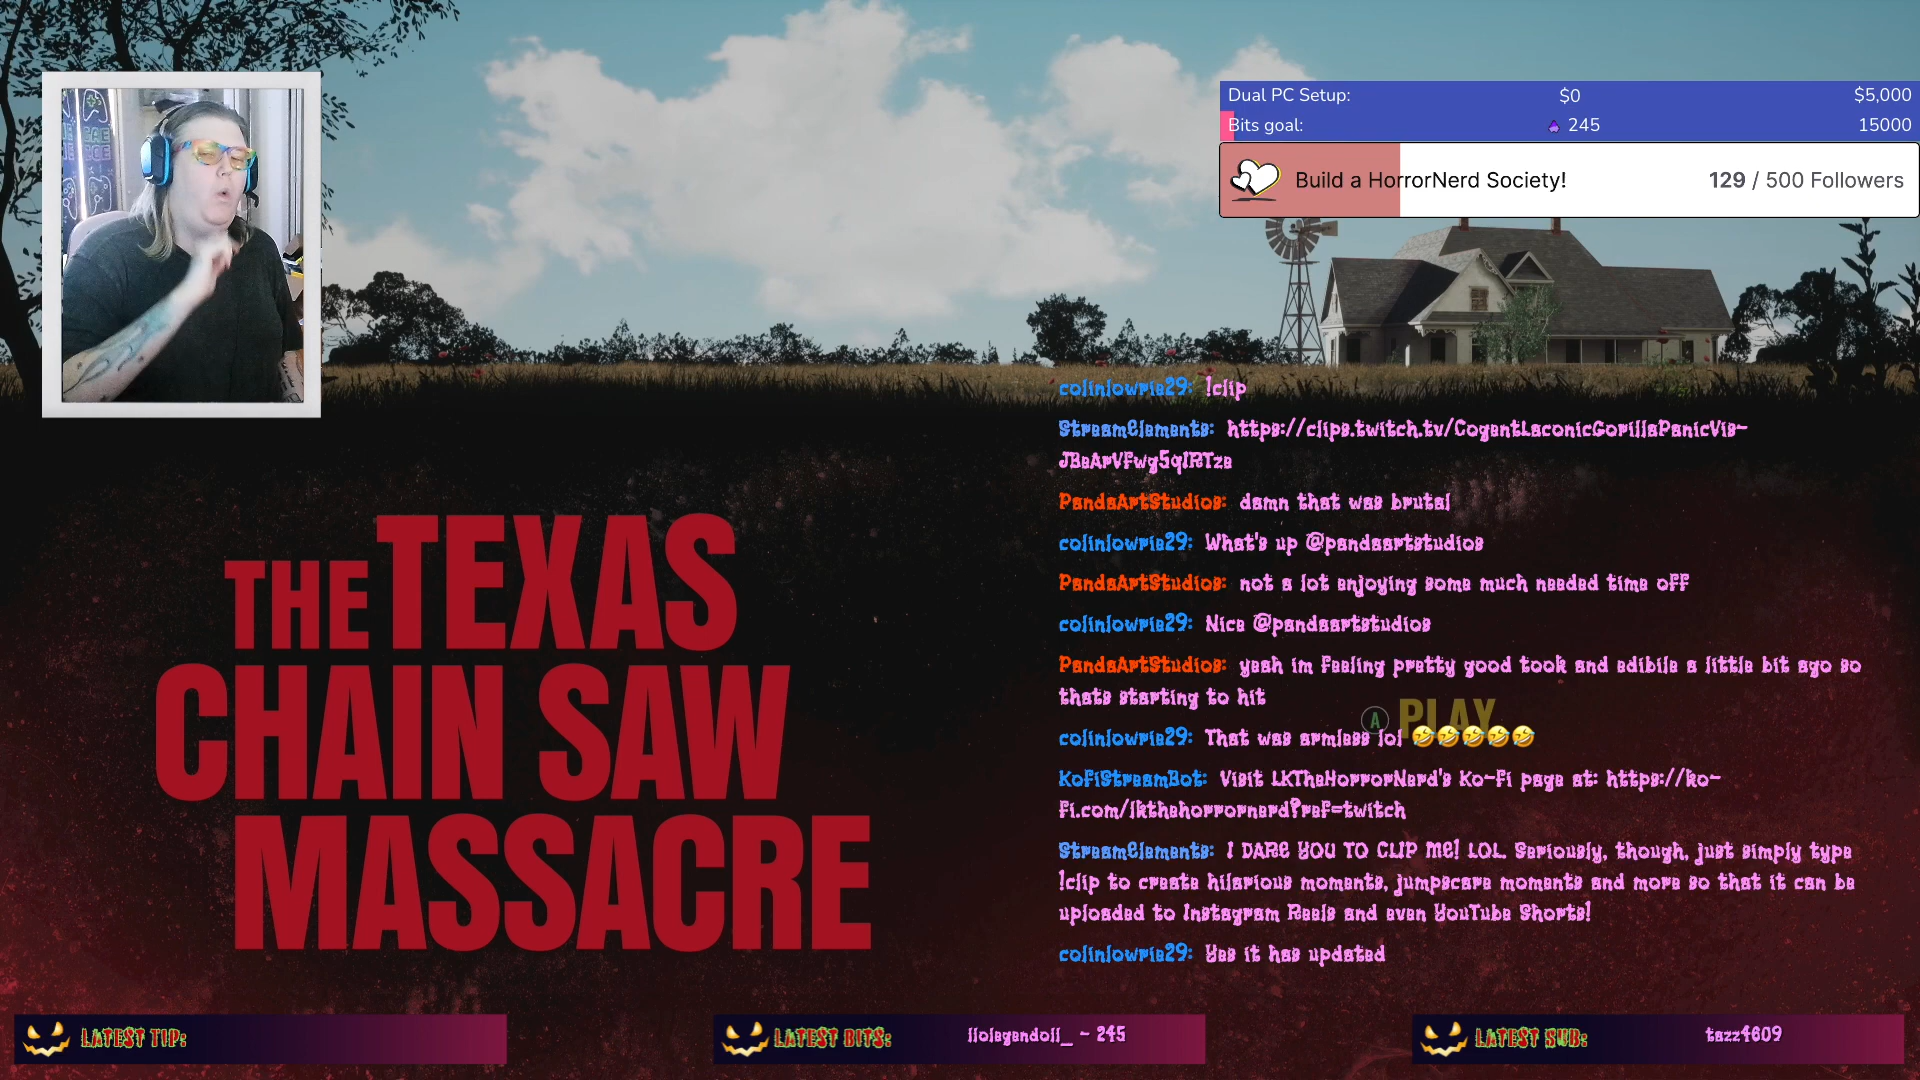 Dual PC Setup: $0 $5,000
Bits goal: 245 15000
Build a HorrorNerd Society! 129 / 500 Followers
colinlowrie29: !clip
StreamElements: https://clips.twitch.tv/CogentLaconicGorillaPanicVis-
PandaArtStudios: damn that was brutal
colinlowrie29: What's up @pandaartstudios
PandaArtStudios: not a lot enjoying some much needed time off
colinlowrie29: Nice @pandaartstudios
PandaArtStudios: yeah im feeling pretty good took and edibile a little bit ago so
thats starting to hit
A PLAY
colinlowrie29: That was armless lol 🤣🤣🤣🤣🤣
KofiStreamBot: Visit LKTheHorrorNerd's Ko-fi page at: https://ko-
fi.com/lkthehorrornerd?ref=twitch
StreamElements: I DARE YOU TO CLIP ME! LOL. Seriously, though, just simply type
!clip to create hilarious moments, jumpscare moments and more so that it can be
uploaded to Instagram Reels and even YouTube Shorts!
colinlowrie29: Yes it has updated
THE TEXAS
CHAIN SAW
MASSACRE
LATEST TIP:
LATEST BITS: llolegendoll_ - 245
LATEST SUB: tazz4609